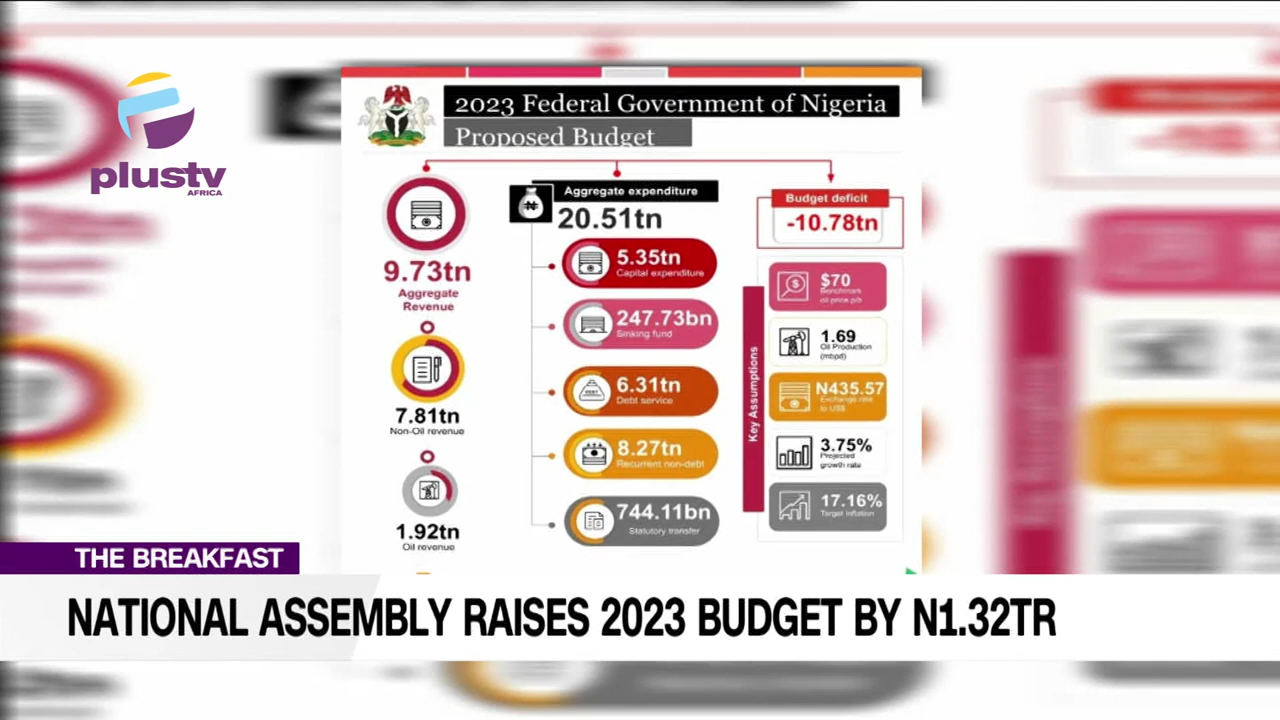 plustv
AFRICA
2023 Federal Government of Nigeria
Proposed Budget
9.73tn
Aggregate
Revenue
7.81tn
Non-Oil revenue
1.92tn
Oil revenue
Aggregate expenditure
20.51tn
5.35tn
Capital expenditure
247.73bn
Sinking fund
6.31tn
Debt service
8.27tn
Recurrent non-debt
744.11bn
Statutory transfer
Budget deficit
-10.78tn
Key Assumptions
$70
Benchmark
oil price p/b
1.69
Oil Production
(mbpd)
N435.57
Exchange rate
to US$
3.75%
Projected
growth rate
17.16%
Target inflation
THE BREAKFAST
NATIONAL ASSEMBLY RAISES 2023 BUDGET BY N1.32TR